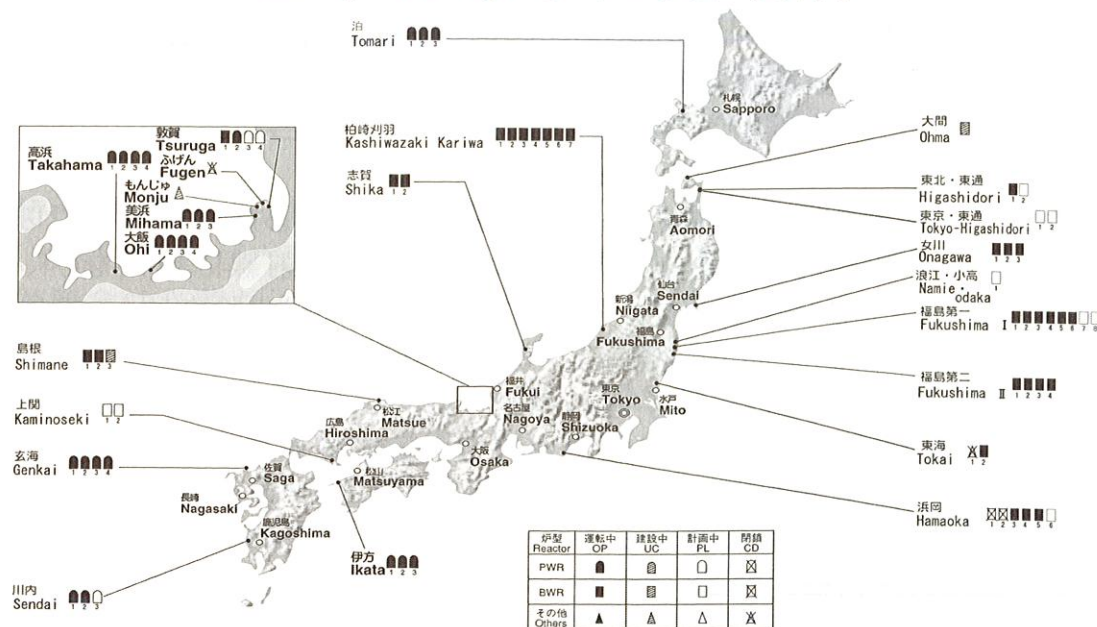 泊
Tomari
1 2 3
札幌
Sapporo
大間
Ohma
柏崎刈羽
Kashiwazaki Kariwa
1 2 3 4 5 6 7
志賀
Shika
1 2
敦賀
Tsuruga
1 2 3 4
高浜
Takahama
1 2 3 4
ふげん
Fugen
もんじゅ
Monju
美浜
Mihama
1 2 3
大飯
Ohi
1 2 3 4
東北・東通
Higashidori
1 2
東京・東通
Tokyo-Higashidori
1 2
青森
Aomori
女川
Onagawa
1 2 3
浪江・小高
Namie・
odaka
1
仙台
Sendai
新潟
Niigata
福島
Fukushima
福島第一
Fukushima I
1 2 3 4 5 6 7 8
福島第二
Fukushima II
1 2 3 4
島根
Shimane
1 2 3
上関
Kaminoseki
1 2
福井
Fukui
東京
Tokyo
水戸
Mito
名古屋
Nagoya
静岡
Shizuoka
松江
Matsue
広島
Hiroshima
大阪
Osaka
東海
Tokai
1 2
玄海
Genkai
1 2 3 4
佐賀
Saga
松山
Matsuyama
長崎
Nagasaki
浜岡
Hamaoka
1 2 3 4 5 6
鹿児島
Kagoshima
伊方
Ikata
1 2 3
川内
Sendai
1 2 3
炉型 運転中 建設中 計画中 閉鎖
Reactor OP UC PL CD
PWR
BWR
その他
Others